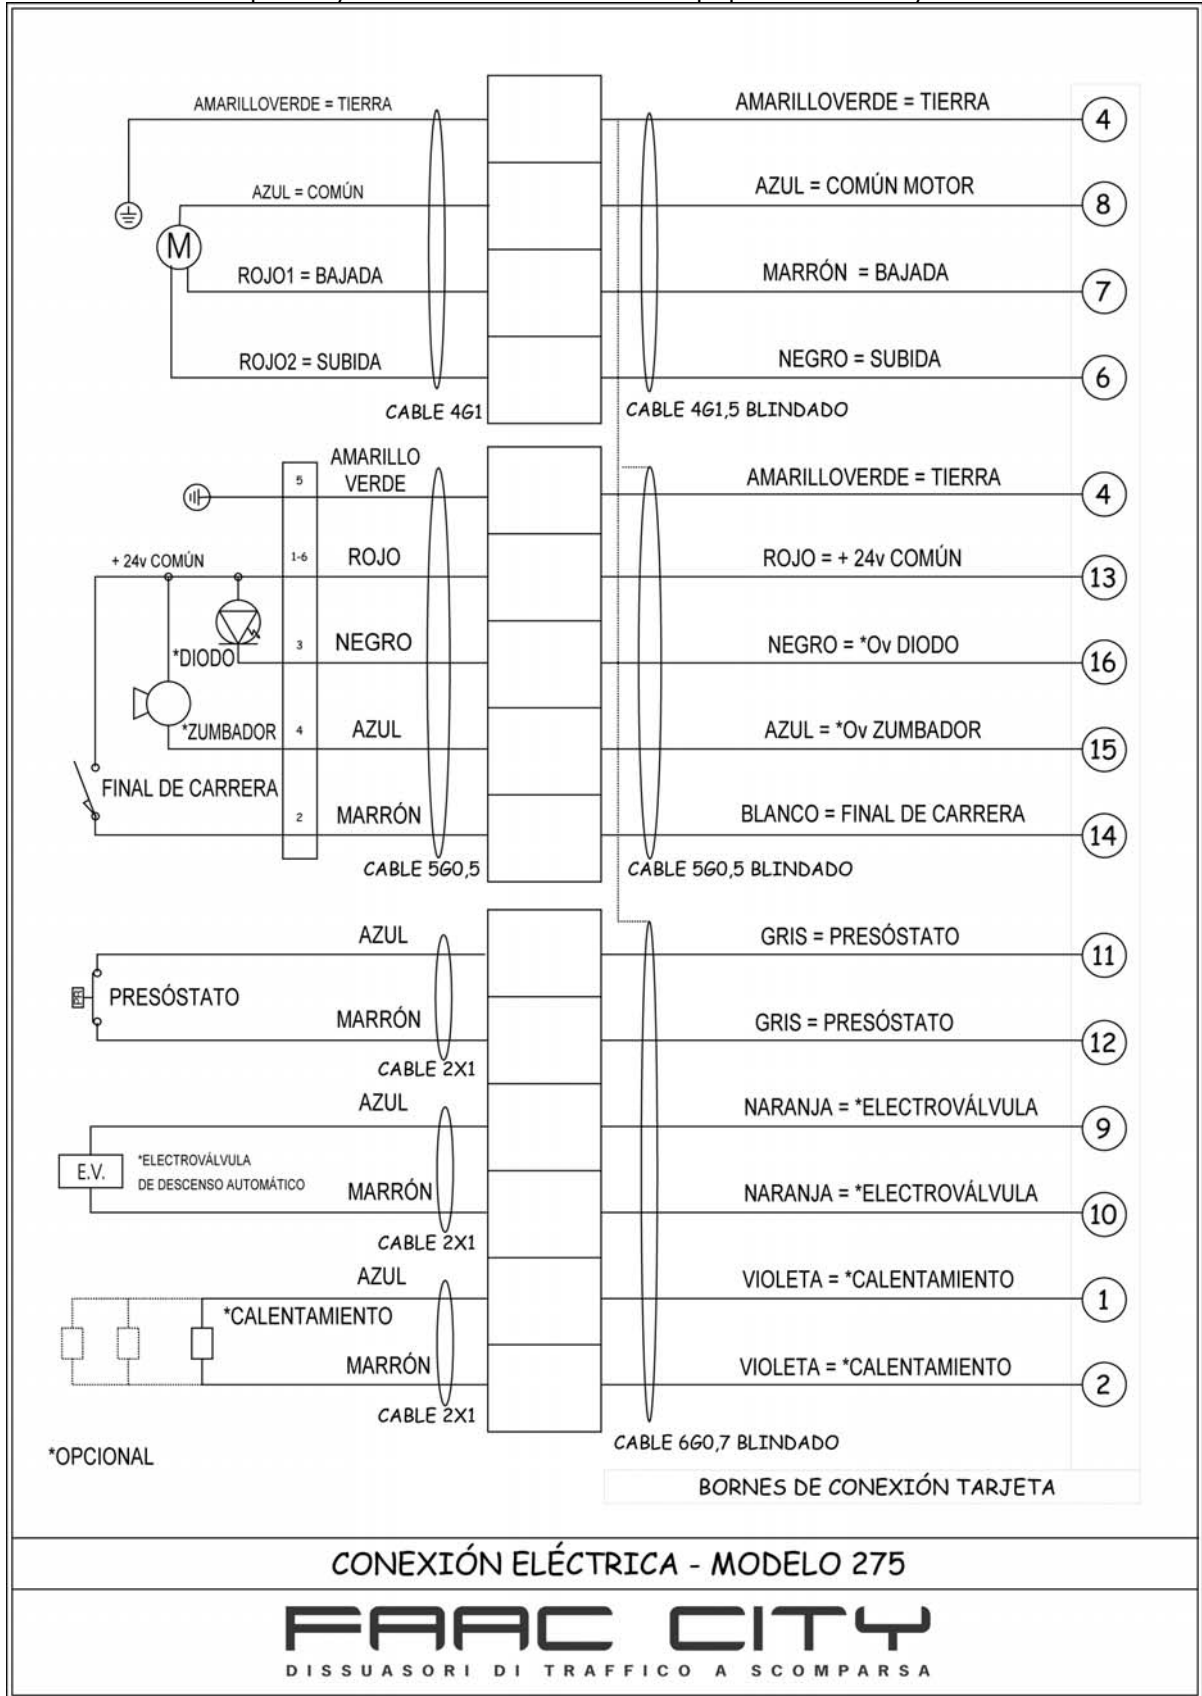 AMARILLOVERDE = TIERRA
AMARILLOVERDE = TIERRA
4
AZUL = COMÚN
AZUL = COMÚN MOTOR
8
M
ROJO1 = BAJADA
MARRÓN = BAJADA
7
ROJO2 = SUBIDA
NEGRO = SUBIDA
6
CABLE 4G1
CABLE 4G1,5 BLINDADO
AMARILLO
VERDE
5
AMARILLOVERDE = TIERRA
4
+ 24v COMÚN
1-6
ROJO
ROJO = + 24v COMÚN
13
*DIODO
3
NEGRO
NEGRO = *Ov DIODO
16
*ZUMBADOR
4
AZUL
AZUL = *Ov ZUMBADOR
15
FINAL DE CARRERA
2
MARRÓN
BLANCO = FINAL DE CARRERA
14
CABLE 5G0,5
CABLE 5G0,5 BLINDADO
AZUL
GRIS = PRESÓSTATO
11
PRESÓSTATO
MARRÓN
GRIS = PRESÓSTATO
12
CABLE 2X1
AZUL
NARANJA = *ELECTROVÁLVULA
9
E.V.
*ELECTROVÁLVULA
DE DESCENSO AUTOMÁTICO
MARRÓN
NARANJA = *ELECTROVÁLVULA
10
CABLE 2X1
AZUL
VIOLETA = *CALENTAMIENTO
1
*CALENTAMIENTO
MARRÓN
VIOLETA = *CALENTAMIENTO
2
CABLE 2X1
CABLE 6G0,7 BLINDADO
*OPCIONAL
BORNES DE CONEXIÓN TARJETA
CONEXIÓN ELÉCTRICA - MODELO 275
FAAC CITY
DISSUASORI DI TRAFFICO A SCOMPARSA